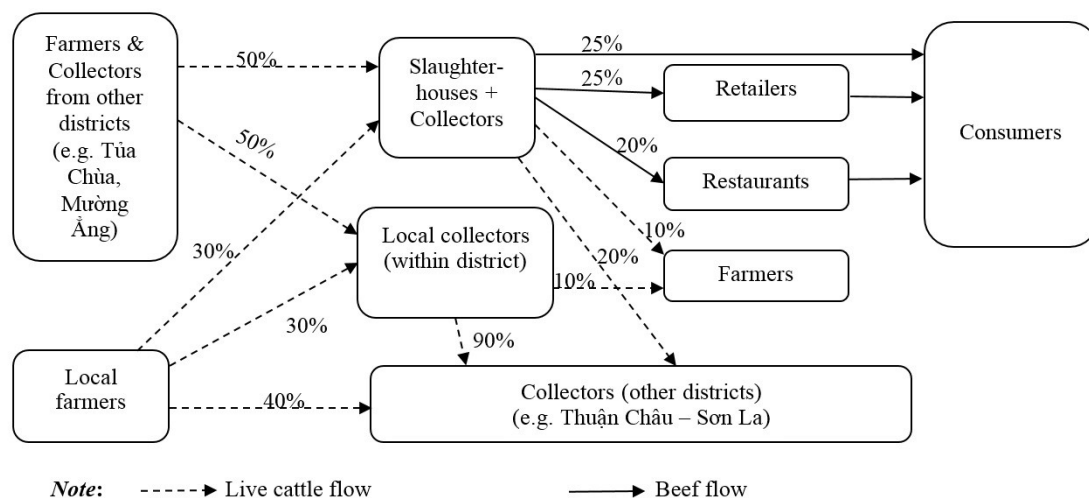 Farmers &
Collectors
from other
districts
(e.g. Tủa
Chùa,
Mường
Ẳng)
50%
50%
Slaughter-
houses +
Collectors
25%
25%
20%
10%
20%
Retailers
Restaurants
Farmers
Consumers
30%
30%
40%
Local collectors
(within district)
10%
90%
Local
farmers
Collectors (other districts)
(e.g. Thuận Châu – Sơn La)
Note: Live cattle flow Beef flow